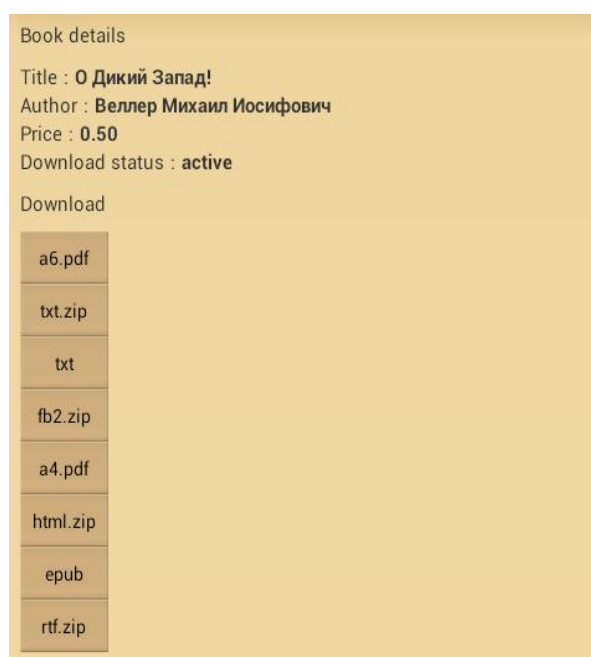 Book details
Title : О Дикий Запад!
Author : Веллер Михаил Иосифович
Price : 0.50
Download status : active
Download
a6.pdf
txt.zip
txt
fb2.zip
a4.pdf
html.zip
epub
rtf.zip